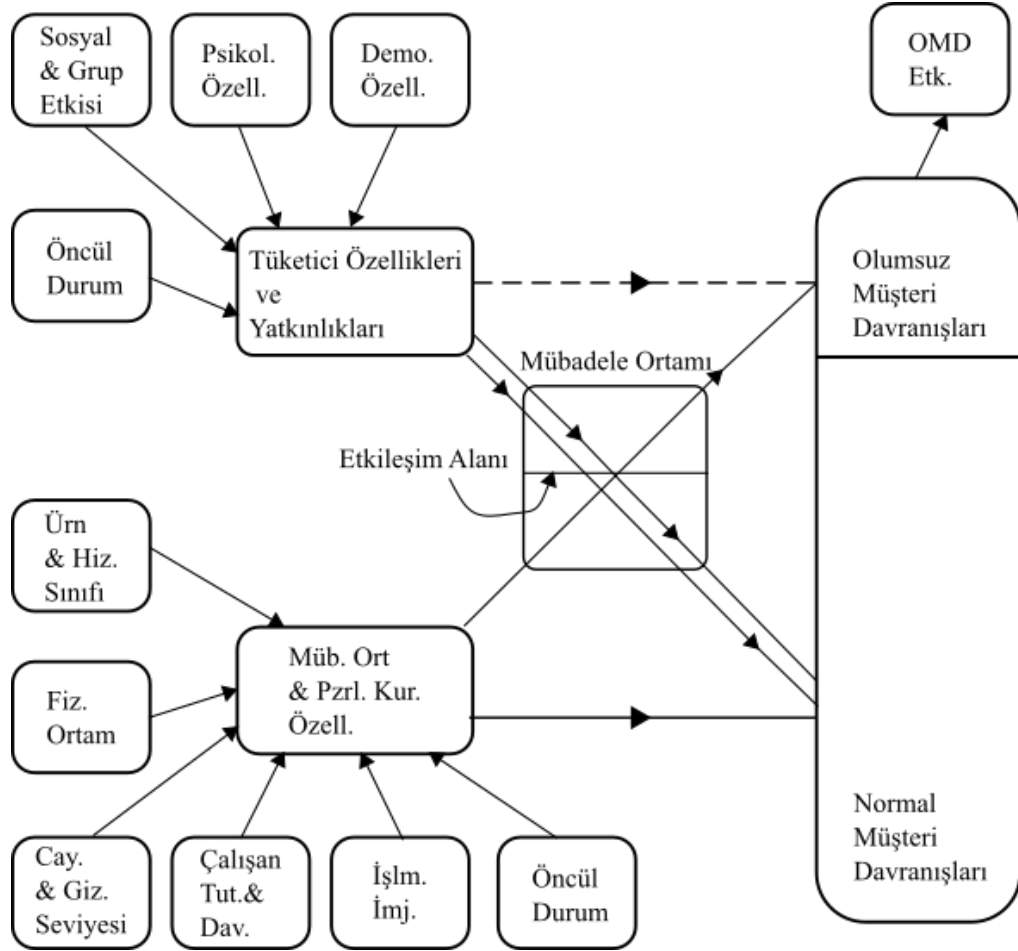 Sosyal
& Grup
Etkisi
Psikol.
Özell.
Demo.
Özell.
OMD
Etk.
Öncül
Durum
Tüketici Özellikleri
ve
Yatkınlıkları
Olumsuz
Müşteri
Davranışları
Mübadele Ortamı
Etkileşim Alanı
Ürn
& Hiz.
Sınıfı
Müb. Ort
& Pzrl. Kur.
Özell.
Fiz.
Ortam
Normal
Müşteri
Davranışları
Cay.
& Giz.
Seviyesi
Çalışan
Tut.&
Dav.
İşlm.
İmj.
Öncül
Durum